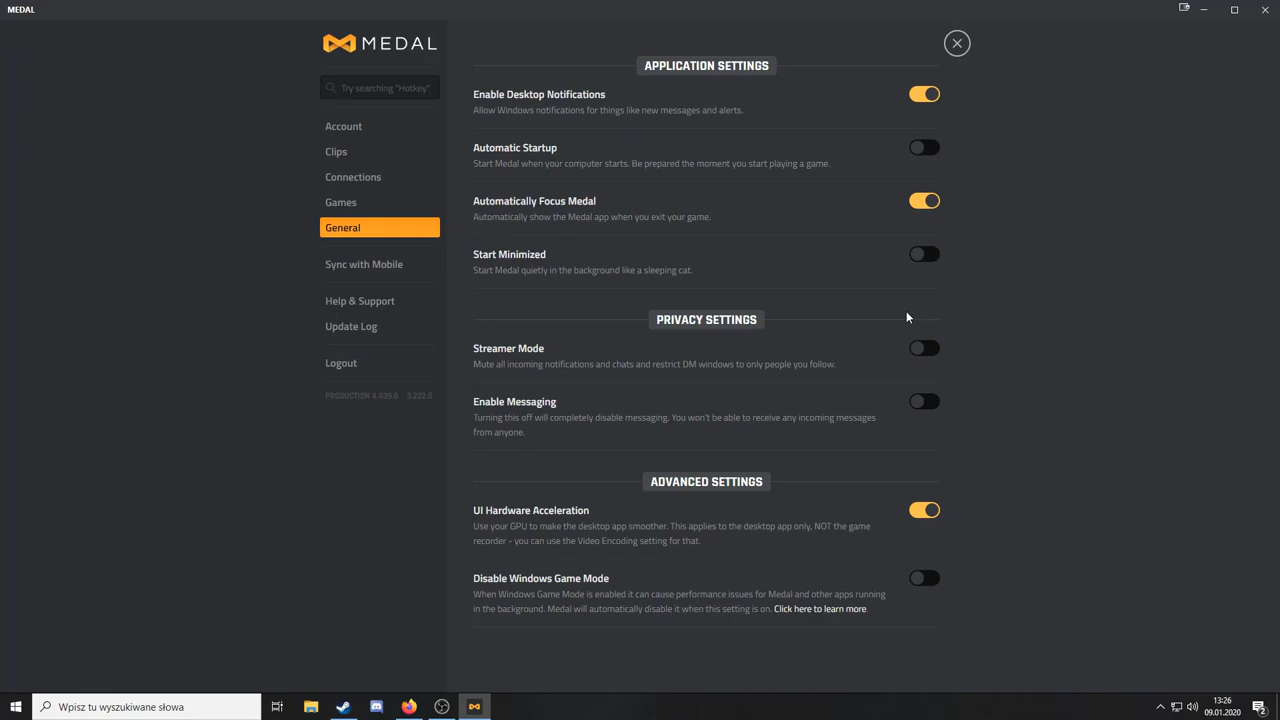 MEDAL
MEDAL
Try searching "Hotkey"
Account
Clips
Connections
Games
General
Sync with Mobile
Help & Support
Update Log
Logout
PRODUCTION 4.439.0 3.222.0
APPLICATION SETTINGS
Enable Desktop Notifications
Allow Windows notifications for things like new messages and alerts.
Automatic Startup
Start Medal when your computer starts. Be prepared the moment you start playing a game.
Automatically Focus Medal
Automatically show the Medal app when you exit your game.
Start Minimized
Start Medal quietly in the background like a sleeping cat.
PRIVACY SETTINGS
Streamer Mode
Mute all incoming notifications and chats and restrict DM windows to only people you follow.
Enable Messaging
Turning this off will completely disable messaging. You won't be able to receive any incoming messages
from anyone.
ADVANCED SETTINGS
UI Hardware Acceleration
Use your GPU to make the desktop app smoother. This applies to the desktop app only, NOT the game
recorder - you can use the Video Encoding setting for that.
Disable Windows Game Mode
When Windows Game Mode is enabled it can cause performance issues for Medal and other apps running
in the background. Medal will automatically disable it when this setting is on. Click here to learn more.
Wpisz tu wyszukiwane słowa
13:26
09.01.2020
2